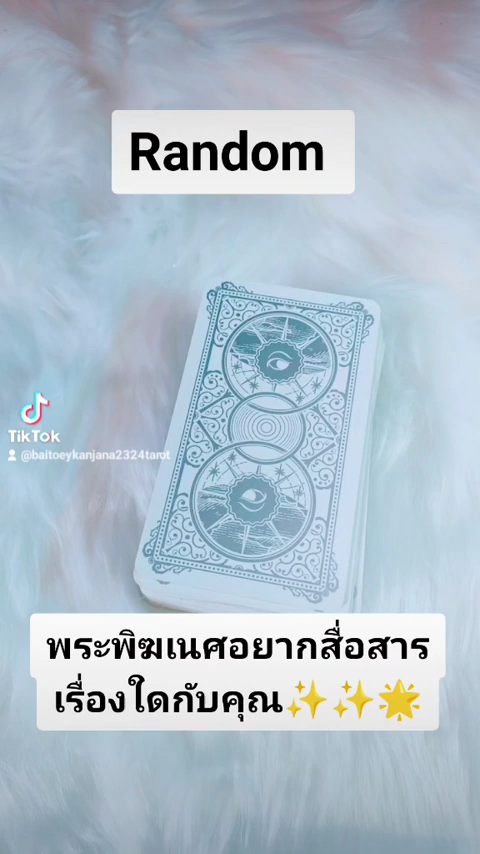 Random
TikTok
@baitoeykanjana2324tarot
พระพิฆเนศอยากสื่อสาร
เรื่องใดกับคุณ✨✨🌟